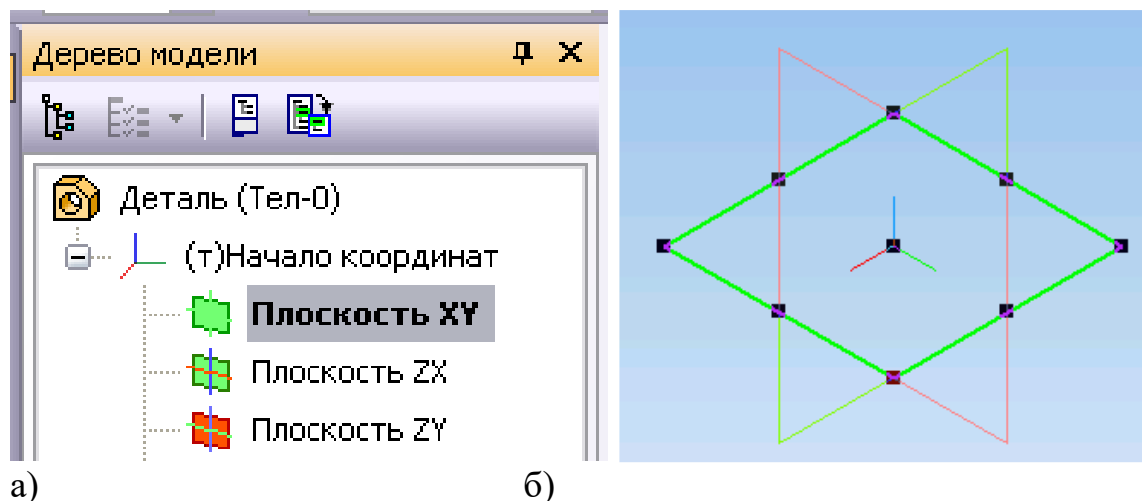 Дерево модели
Деталь (Тел-0)
(т)Начало координат
Плоскость XY
Плоскость ZX
Плоскость ZY
а) б)